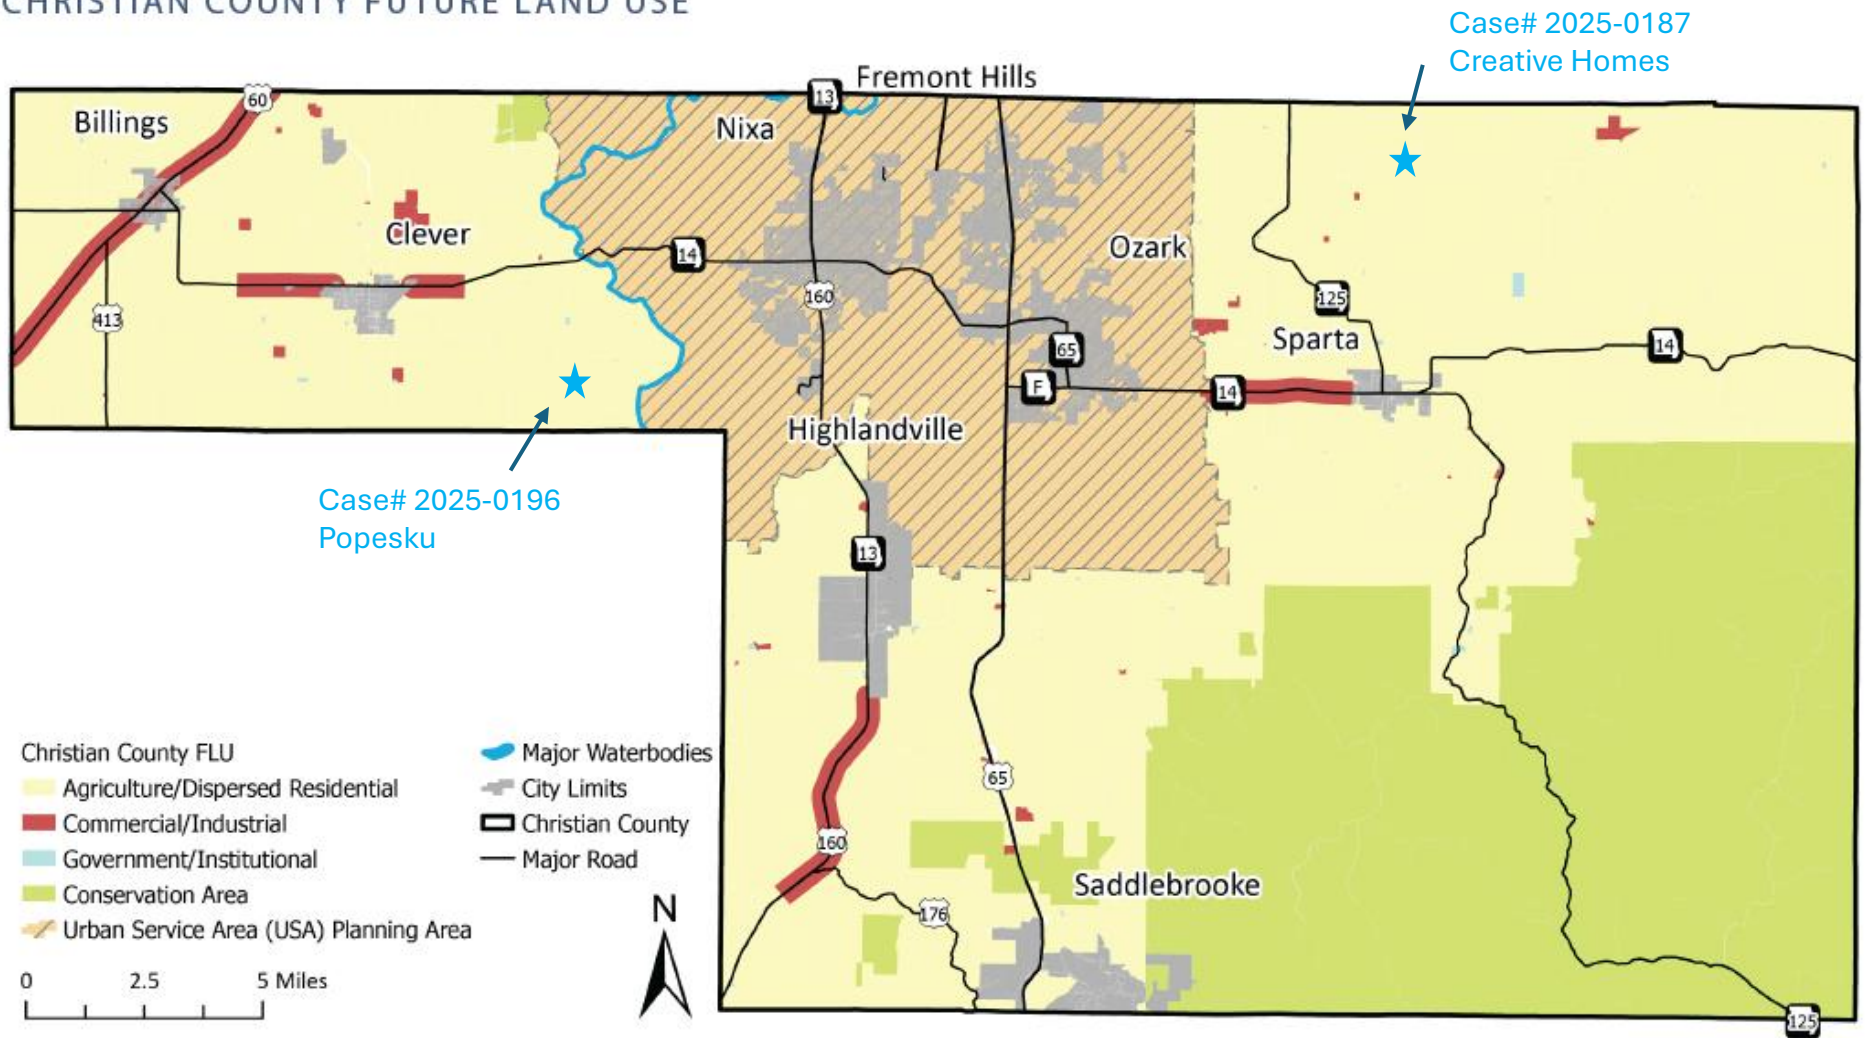 CHRISTIAN COUNTY FUTURE LAND USE
Case# 2025-0187
Creative Homes
Fremont Hills
60
13
Billings
Nixa
Clever
14
Ozark
160
125
413
Sparta
65
14
F
14
Highlandville
Case# 2025-0196
Popesku
13
Christian County FLU
Agriculture/Dispersed Residential
Commercial/Industrial
Government/Institutional
Conservation Area
Urban Service Area (USA) Planning Area
Major Waterbodies
City Limits
Christian County
Major Road
0 2.5 5 Miles
N
65
160
Saddlebrooke
176
125